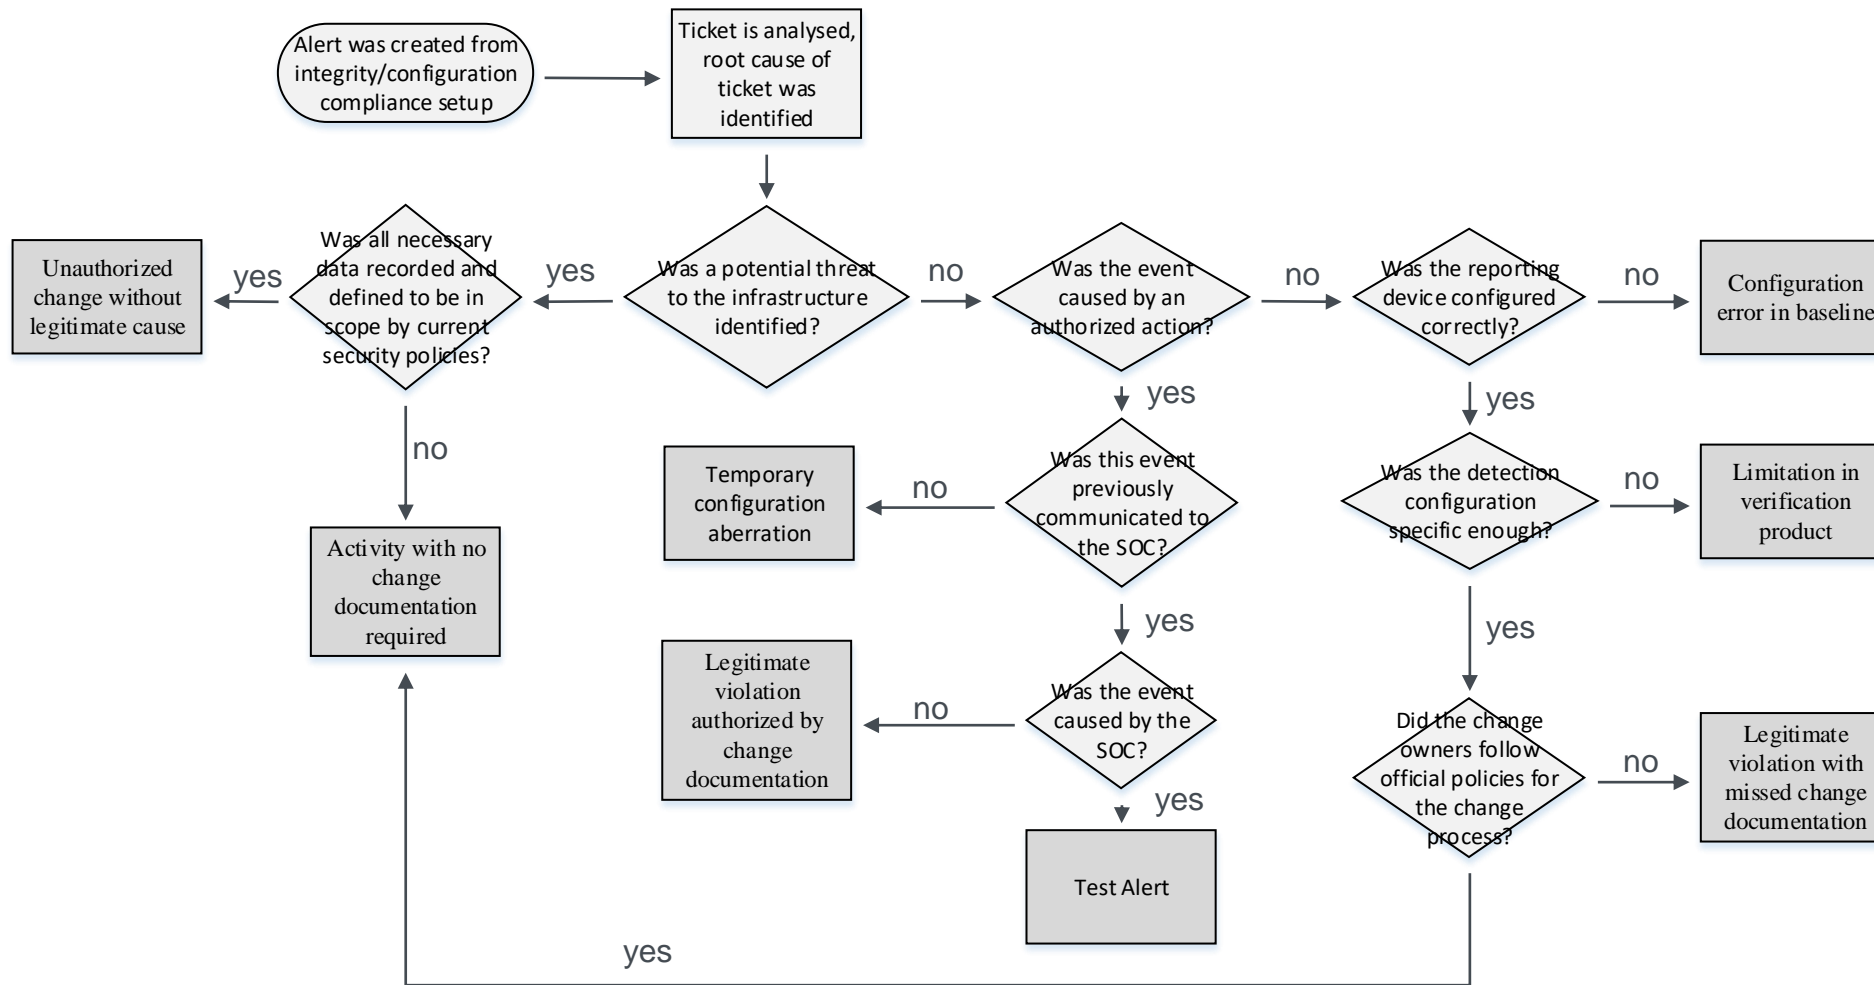 Alert was created from
integrity/configuration
compliance setup
Ticket is analysed,
root cause of
ticket was
identified
Unauthorized
change without
legitimate cause
yes
Was all necessary
data recorded and
defined to be in
scope by current
security policies?
yes
Was a potential threat
to the infrastructure
identified?
no
Was the event
caused by an
authorized action?
no
Was the reporting
device configured
correctly?
no
Configuration
error in baseline
no
yes
yes
Temporary
configuration
aberration
no
Was this event
previously
communicated to
the SOC?
Was the detection
configuration
specific enough?
no
Limitation in
verification
product
Activity with no
change
documentation
required
yes
yes
Legitimate
violation
authorized by
change
documentation
no
Was the event
caused by the
SOC?
Did the change
owners follow
official policies for
the change
process?
no
Legitimate
violation with
missed change
documentation
yes
Test Alert
yes